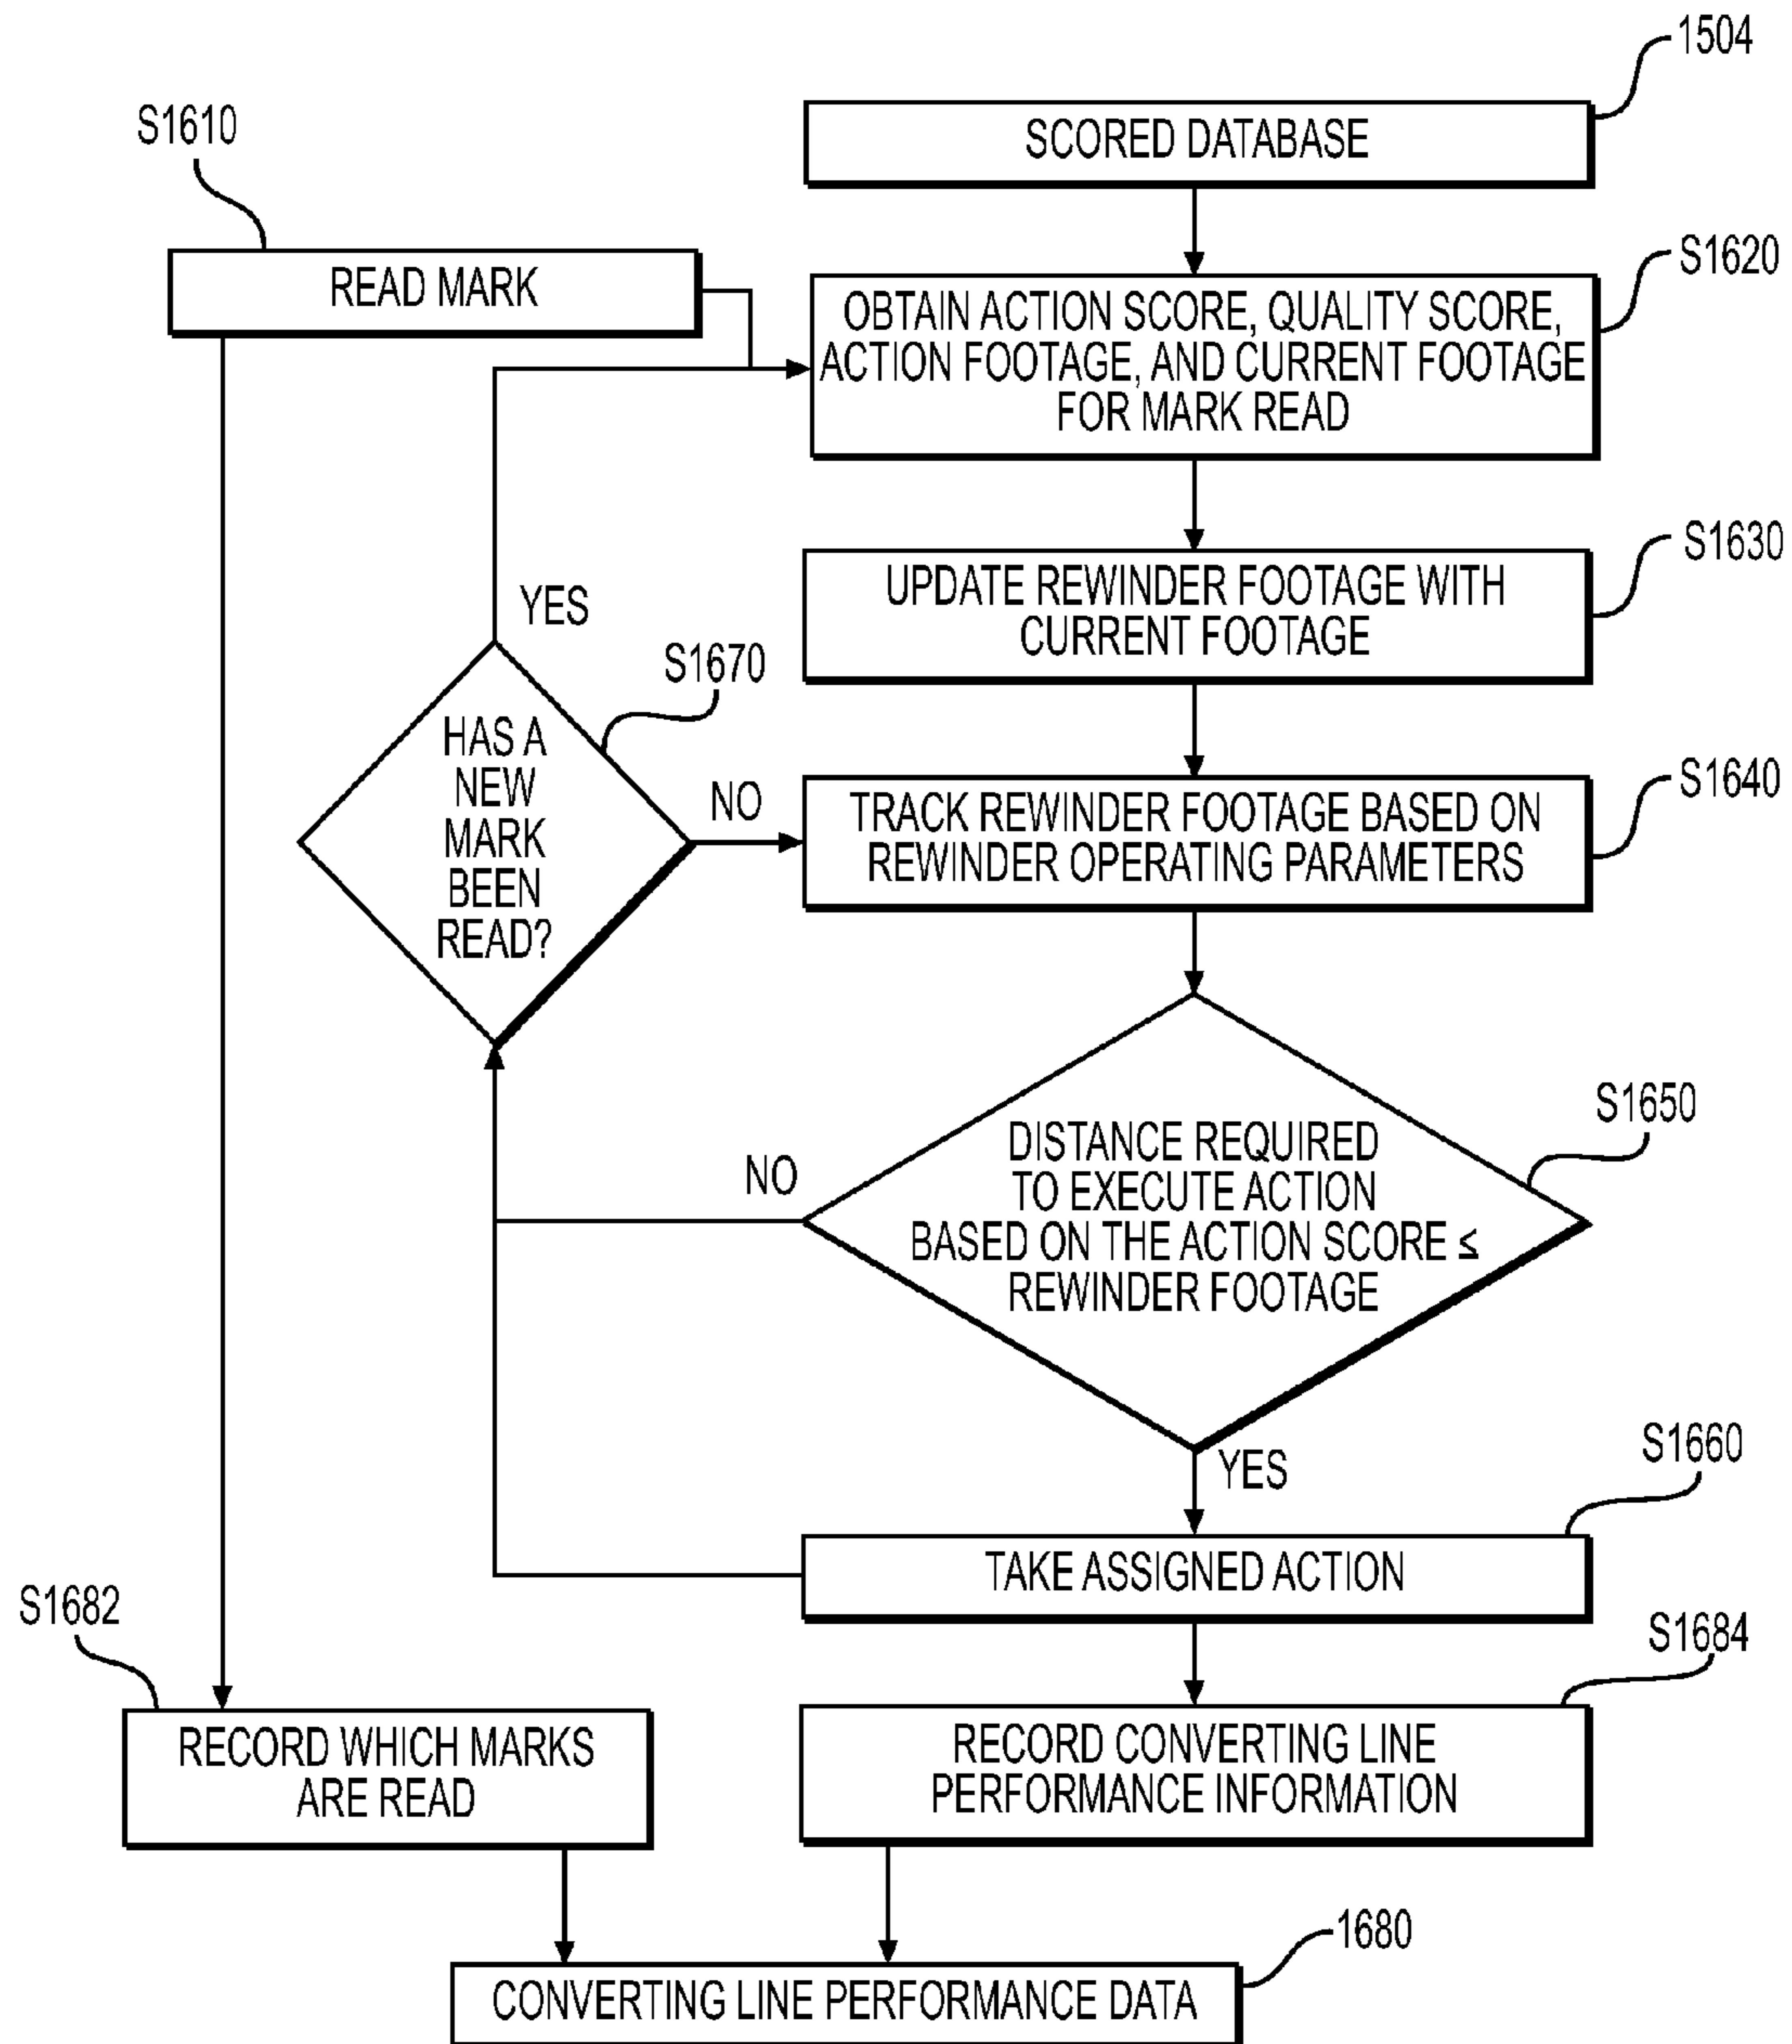 1504
S1610
SCORED DATABASE
READ MARK
S1620
OBTAIN ACTION SCORE, QUALITY SCORE,
ACTION FOOTAGE, AND CURRENT FOOTAGE
FOR MARK READ
S1630
UPDATE REWINDER FOOTAGE WITH
CURRENT FOOTAGE
YES
S1670
HAS A
NEW
MARK
BEEN
READ?
NO
S1640
TRACK REWINDER FOOTAGE BASED ON
REWINDER OPERATING PARAMETERS
S1650
DISTANCE REQUIRED
TO EXECUTE ACTION
BASED ON THE ACTION SCORE ≤
REWINDER FOOTAGE
NO
YES
S1660
TAKE ASSIGNED ACTION
S1682
S1684
RECORD WHICH MARKS
ARE READ
RECORD CONVERTING LINE
PERFORMANCE INFORMATION
1680
CONVERTING LINE PERFORMANCE DATA